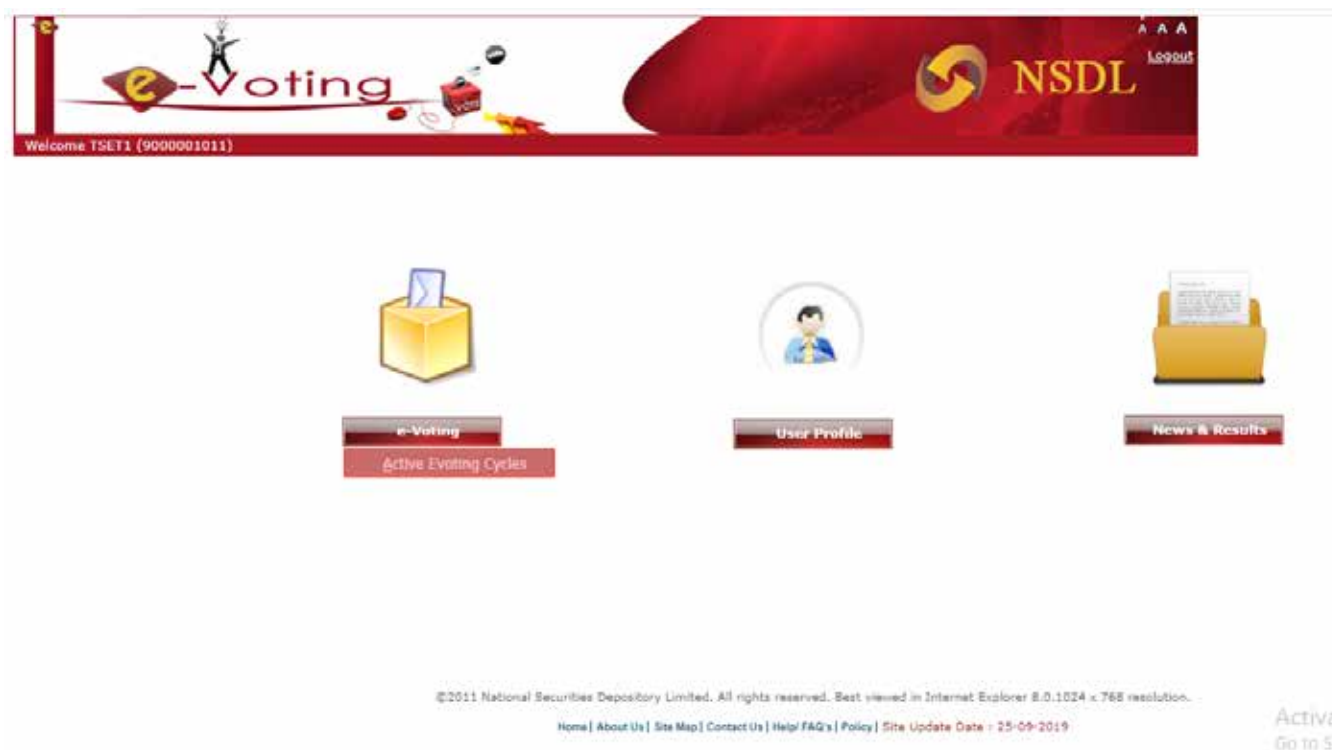 e-Voting
NSDL
A A A
Logout
Welcome TSET1 (9000001011)
e-Voting
Active Evoting Cycles
User Profile
News & Results
©2011 National Securities Depository Limited. All rights reserved. Best viewed in Internet Explorer 8.0.1024 x 768 resolution.
Home| About Us| Site Map| Contact Us| Help/ FAQ's| Policy| Site Update Date : 25-09-2019
Go to S